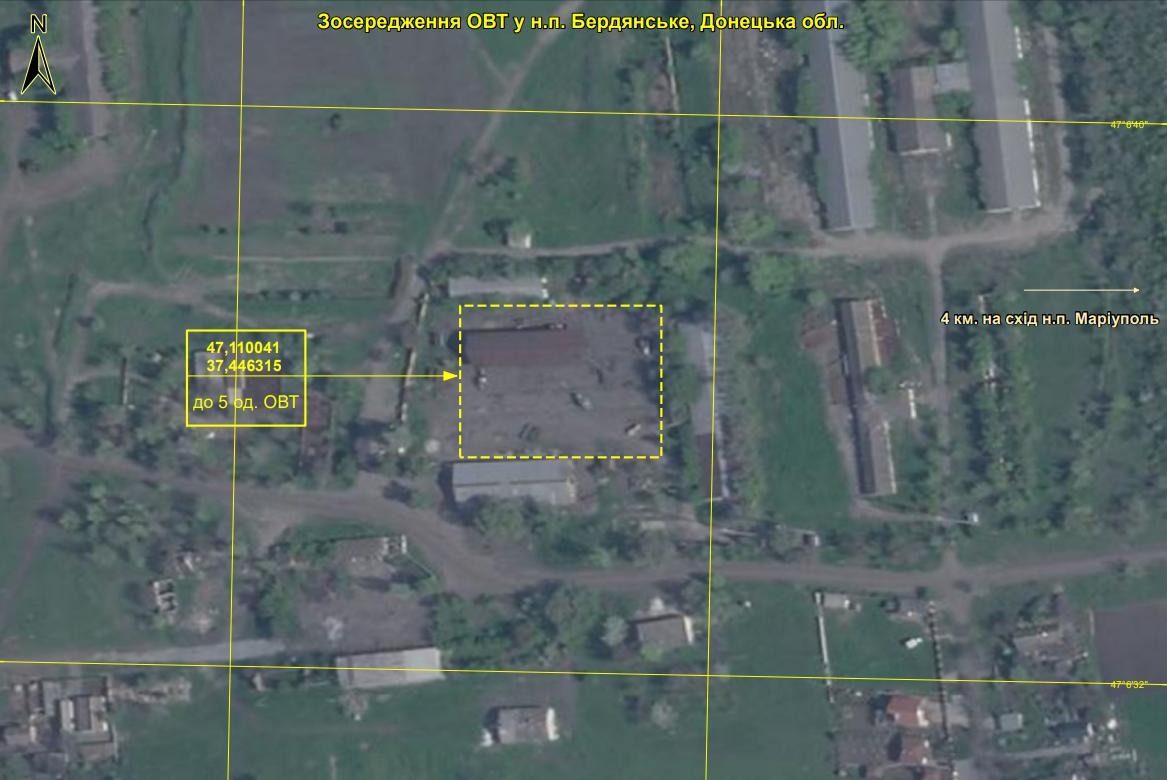 Зосередження ОВТ у н.п. Бердянське, Донецька обл.
N
47°6'40"
4 км. на схід н.п. Маріуполь
47,110041
37,446315
до 5 од. ОВТ
47°6'32"